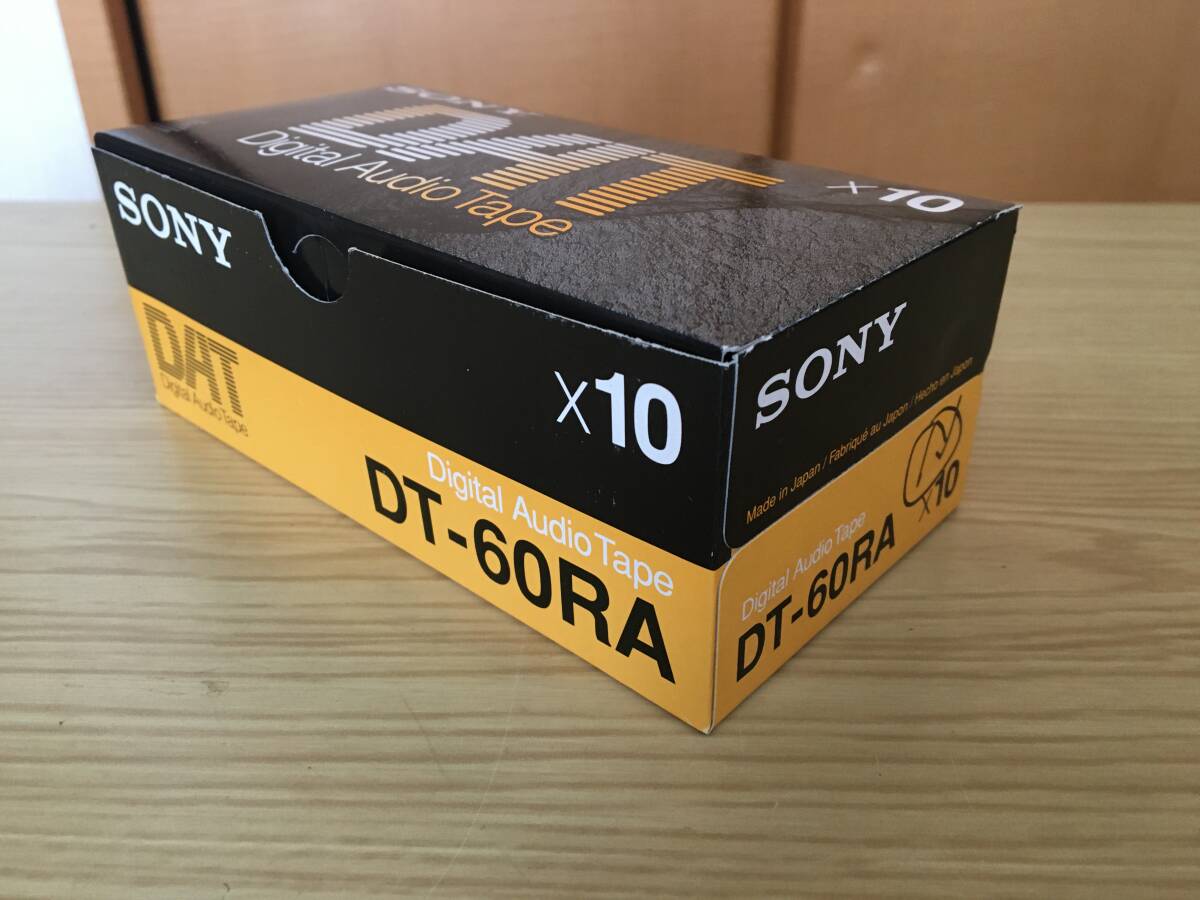 SONY
DAT
Digital Audio Tape
x10
SONY
DAT
Digital Audio Tape
x10
Digital Audio Tape
DT-60RA
SONY
Made in Japan / Fabriqué au Japon / Hecho en Japon
Digital Audio Tape
DT-60RA
x10